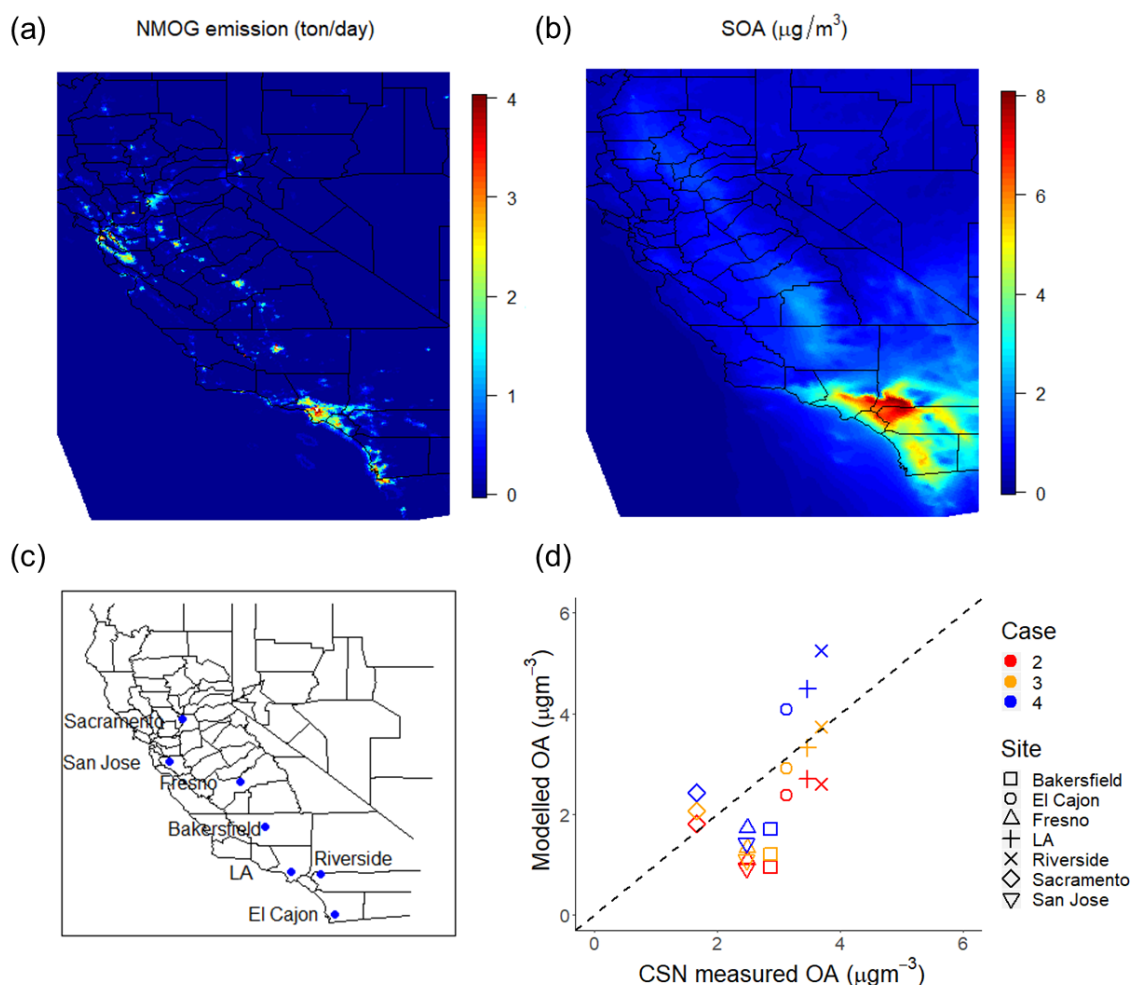 (a)
NMOG emission (ton/day)
4
3
2
1
0
(b)
SOA (μg/m³)
8
6
4
2
0
(c)
Sacramento
San Jose
Fresno
Bakersfield
Riverside
LA
El Cajon
(d)
6
4
2
0
0 2 4 6
Modelled OA (μgm⁻³)
CSN measured OA (μgm⁻³)
Case
2
3
4
Site
Bakersfield
El Cajon
Fresno
LA
Riverside
Sacramento
San Jose